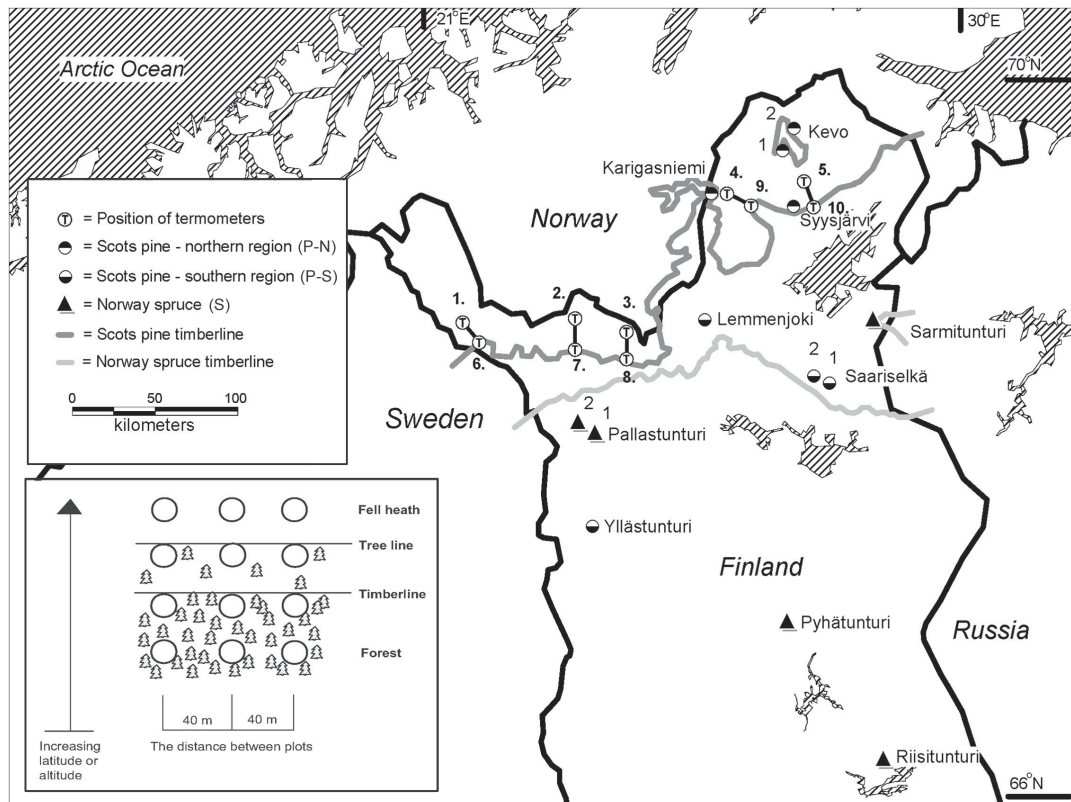 21°E
30°E
Arctic Ocean
70°N
2
Kevo
1
Karigasniemi
4.
5.
T
9.
T
T
Norway
T
10.
Syysjärvi
T = Position of termometers
= Scots pine - northern region (P-N)
= Scots pine - southern region (P-S)
= Norway spruce (S)
= Scots pine timberline
= Norway spruce timberline
0 50 100
kilometers
1.
2.
3.
T
T
T
T
T
T
6.
7.
8.
Lemmenjoki
Sarmitunturi
2 1
Saariselkä
Sweden
2
1
Pallastunturi
Yllästunturi
Finland
Pyhätunturi
Russia
Riisitunturi
66°N
Fell heath
Tree line
Timberline
Forest
40 m 40 m
Increasing
latitude or
altitude
The distance between plots